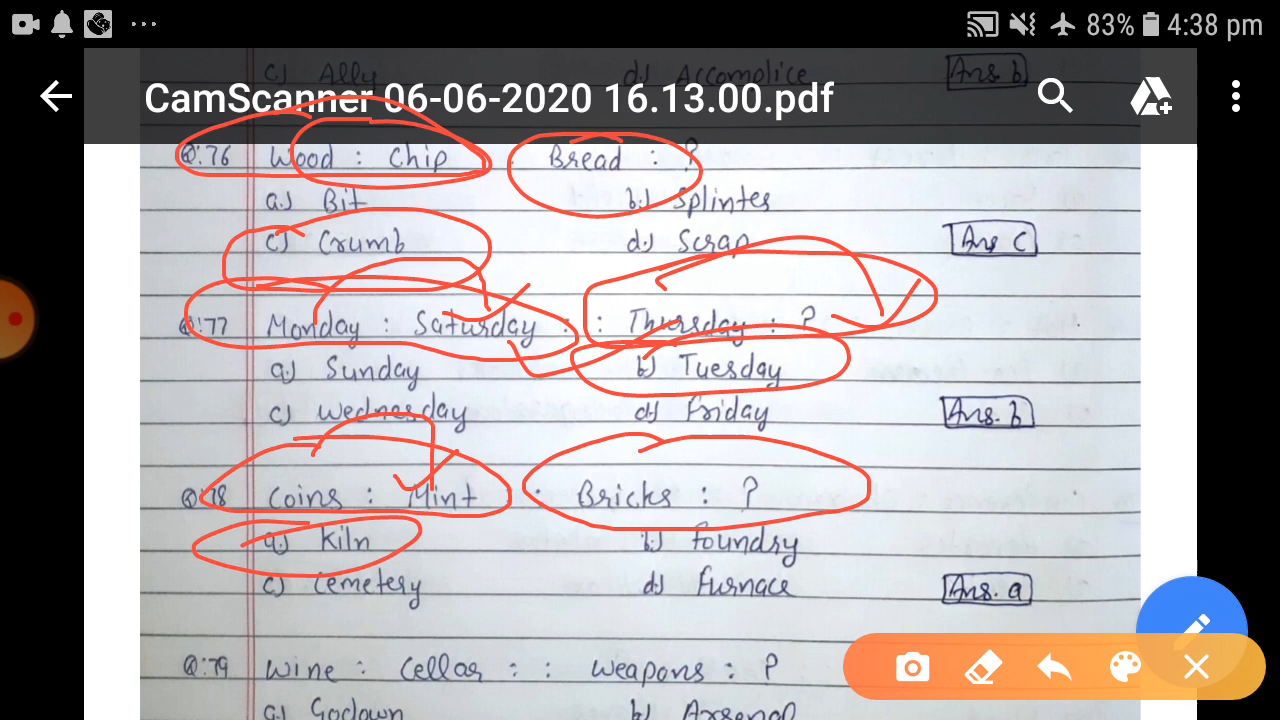 83% 4:38 pm
c) Ally d) Accomplice Ans. b
CamScanner 06-06-2020 16.13.00.pdf
Q:76 Wood : Chip : Bread : ?
a) Bit b) Splintes
c) Crumb d) Scrap Ans C
Q:77 Monday : Saturday : : Thursday : ?
a) Sunday b) Tuesday
c) Wednesday d) Friday Ans. b
Q:78 Coins : Mint : Bricks : ?
a) Kiln b) foundry
c) Cemetery d) Furnace Ans. a
Q:79 Wine : Cellar : : Weapons : ?
a) Godown b) Arsenal